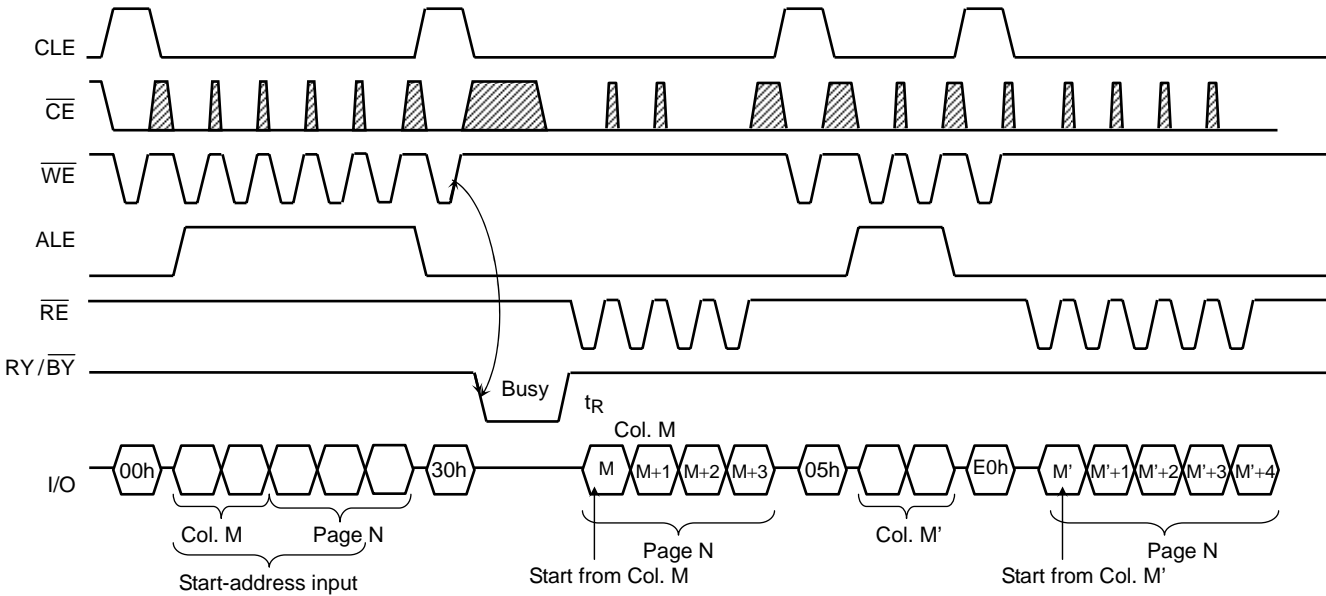 CLE
CE
WE
ALE
RE
RY/BY
Busy
tR
Col. M
I/O
00h
30h
M
M+1
M+2
M+3
05h
E0h
M'
M'+1
M'+2
M'+3
M'+4
Col. M
Page N
Page N
Col. M'
Page N
Start-address input
Start from Col. M
Start from Col. M'